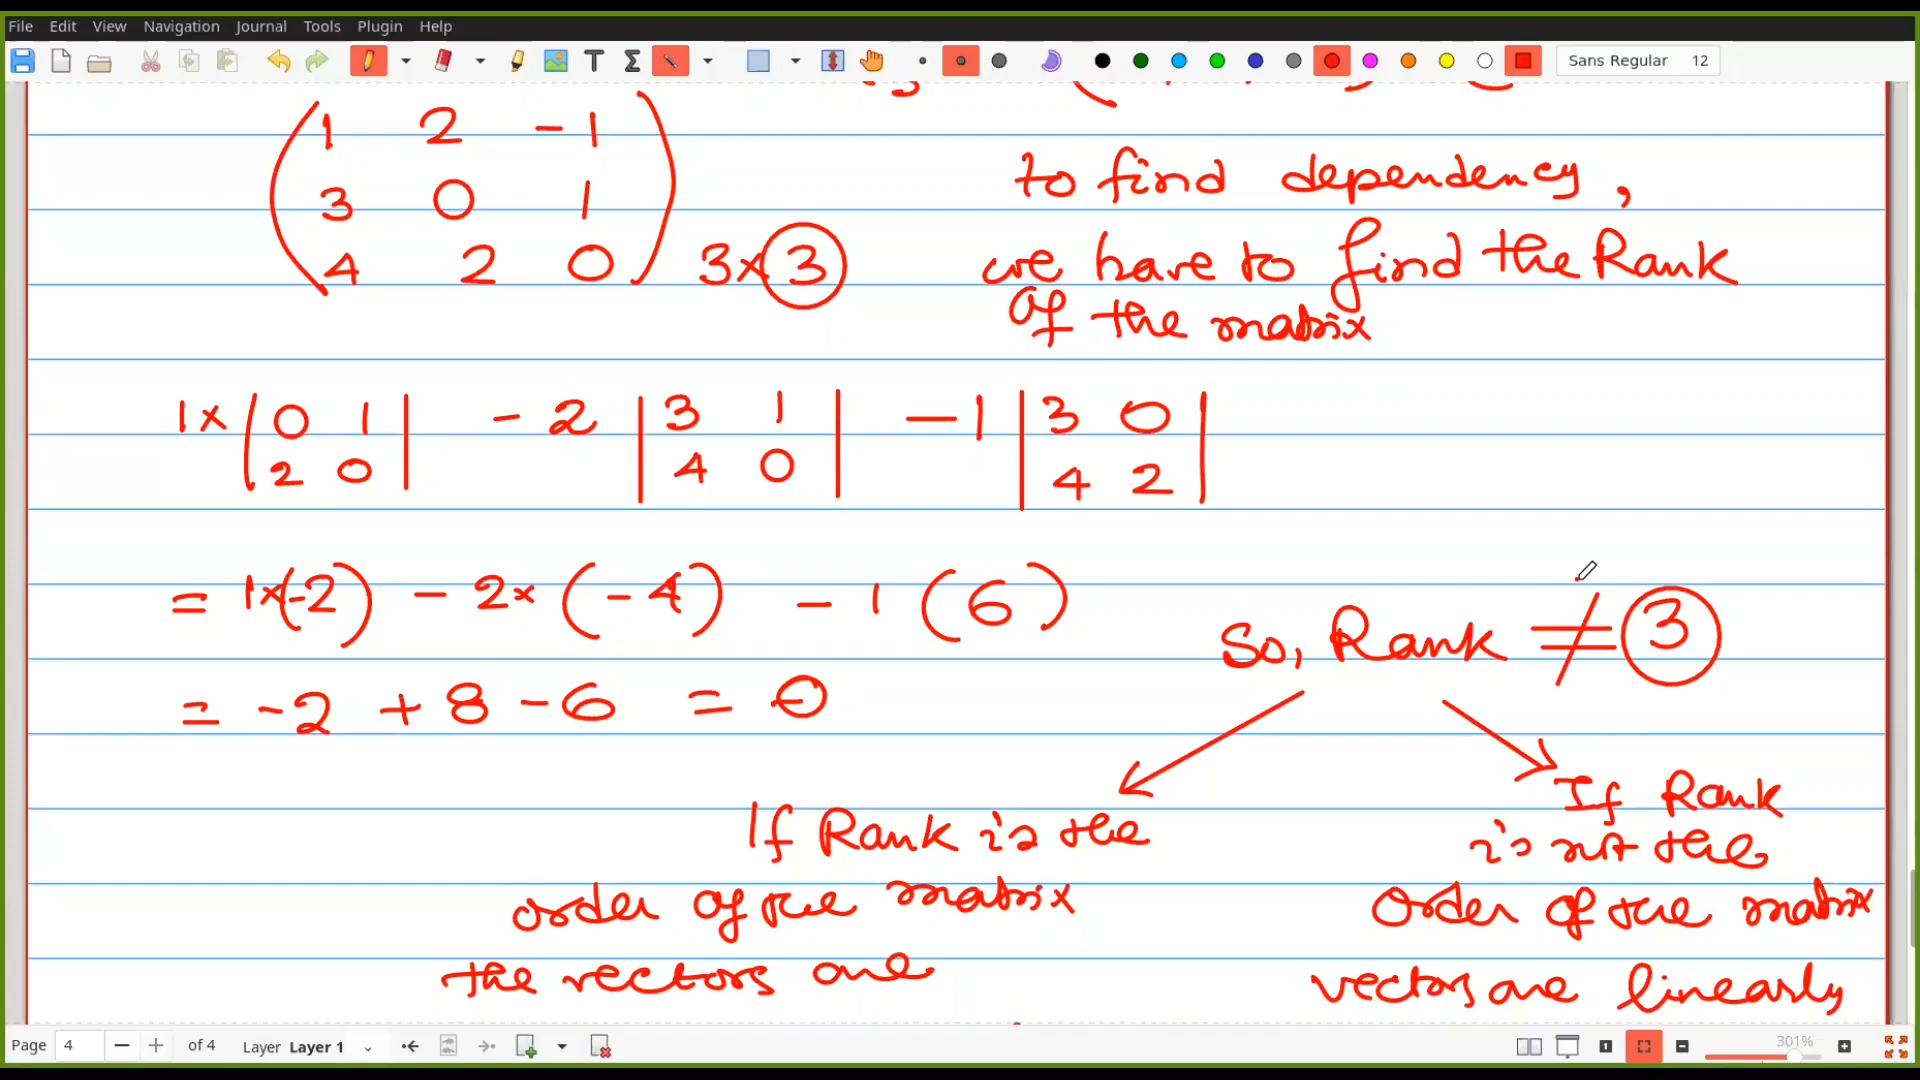 File Edit View Navigation Journal Tools Plugin Help
Sans Regular 12
1 2 -1
3 0 1
4 2 0 3×3
to find dependency,
we have to find the Rank
of the matrix
1× | 0 1 | - 2 | 3 1 | - 1 | 3 0 |
| 2 0 | | 4 0 | | 4 2 |
= 1×(-2) - 2×(-4) - 1(6)
= -2 + 8 - 6 = 0
So, Rank ≠ 3
If Rank is the
order of the matrix
the vectors are
If Rank
is not the
order of the matrix
vectors are linearly
Page 4 of 4 Layer Layer 1 301%